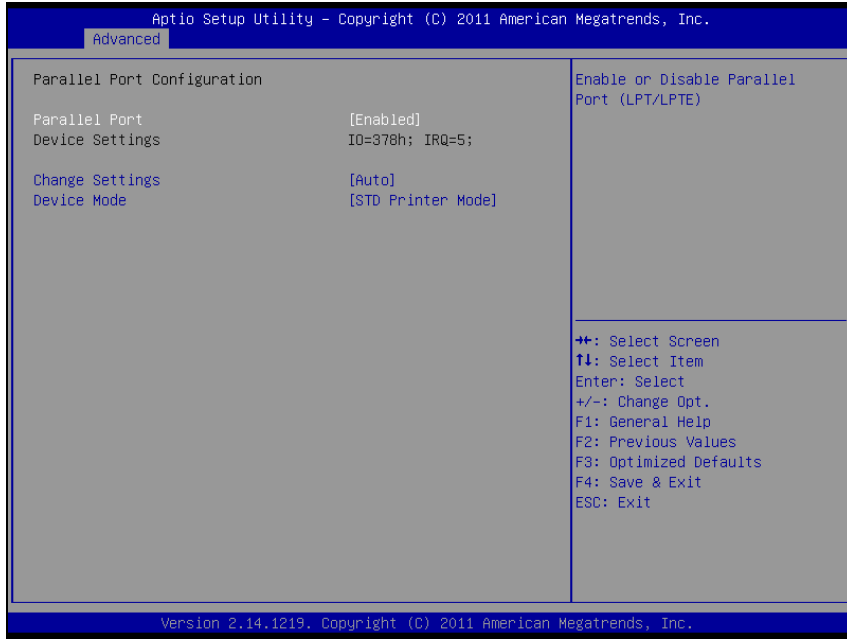 Aptio Setup Utility – Copyright (C) 2011 American Megatrends, Inc.
Advanced
Parallel Port Configuration
Parallel Port [Enabled]
Device Settings IO=378h; IRQ=5;
Change Settings [Auto]
Device Mode [STD Printer Mode]
Enable or Disable Parallel
Port (LPT/LPTE)
→←: Select Screen
↑↓: Select Item
Enter: Select
+/-: Change Opt.
F1: General Help
F2: Previous Values
F3: Optimized Defaults
F4: Save & Exit
ESC: Exit
Version 2.14.1219. Copyright (C) 2011 American Megatrends, Inc.